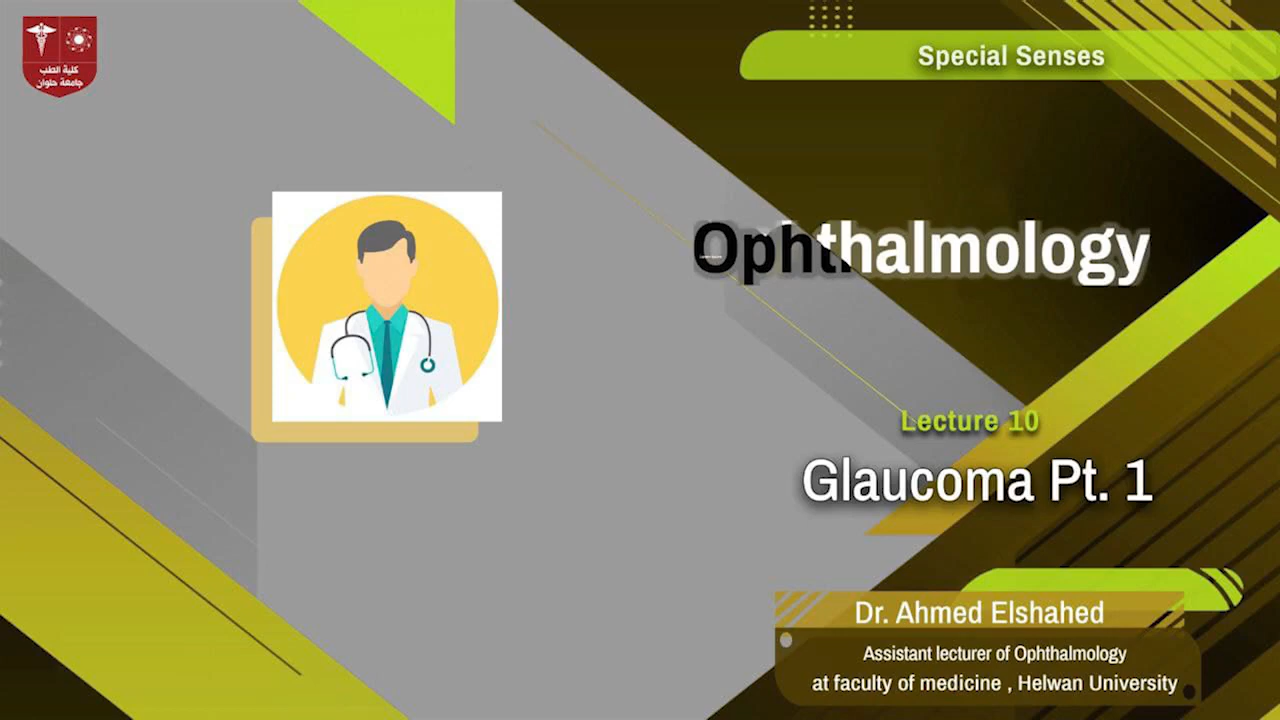 كلية الطب
جامعة حلوان
Special Senses
Ophthalmology
Lecture 10
Glaucoma Pt. 1
Dr. Ahmed Elshahed
Assistant lecturer of Ophthalmology
at faculty of medicine , Helwan University